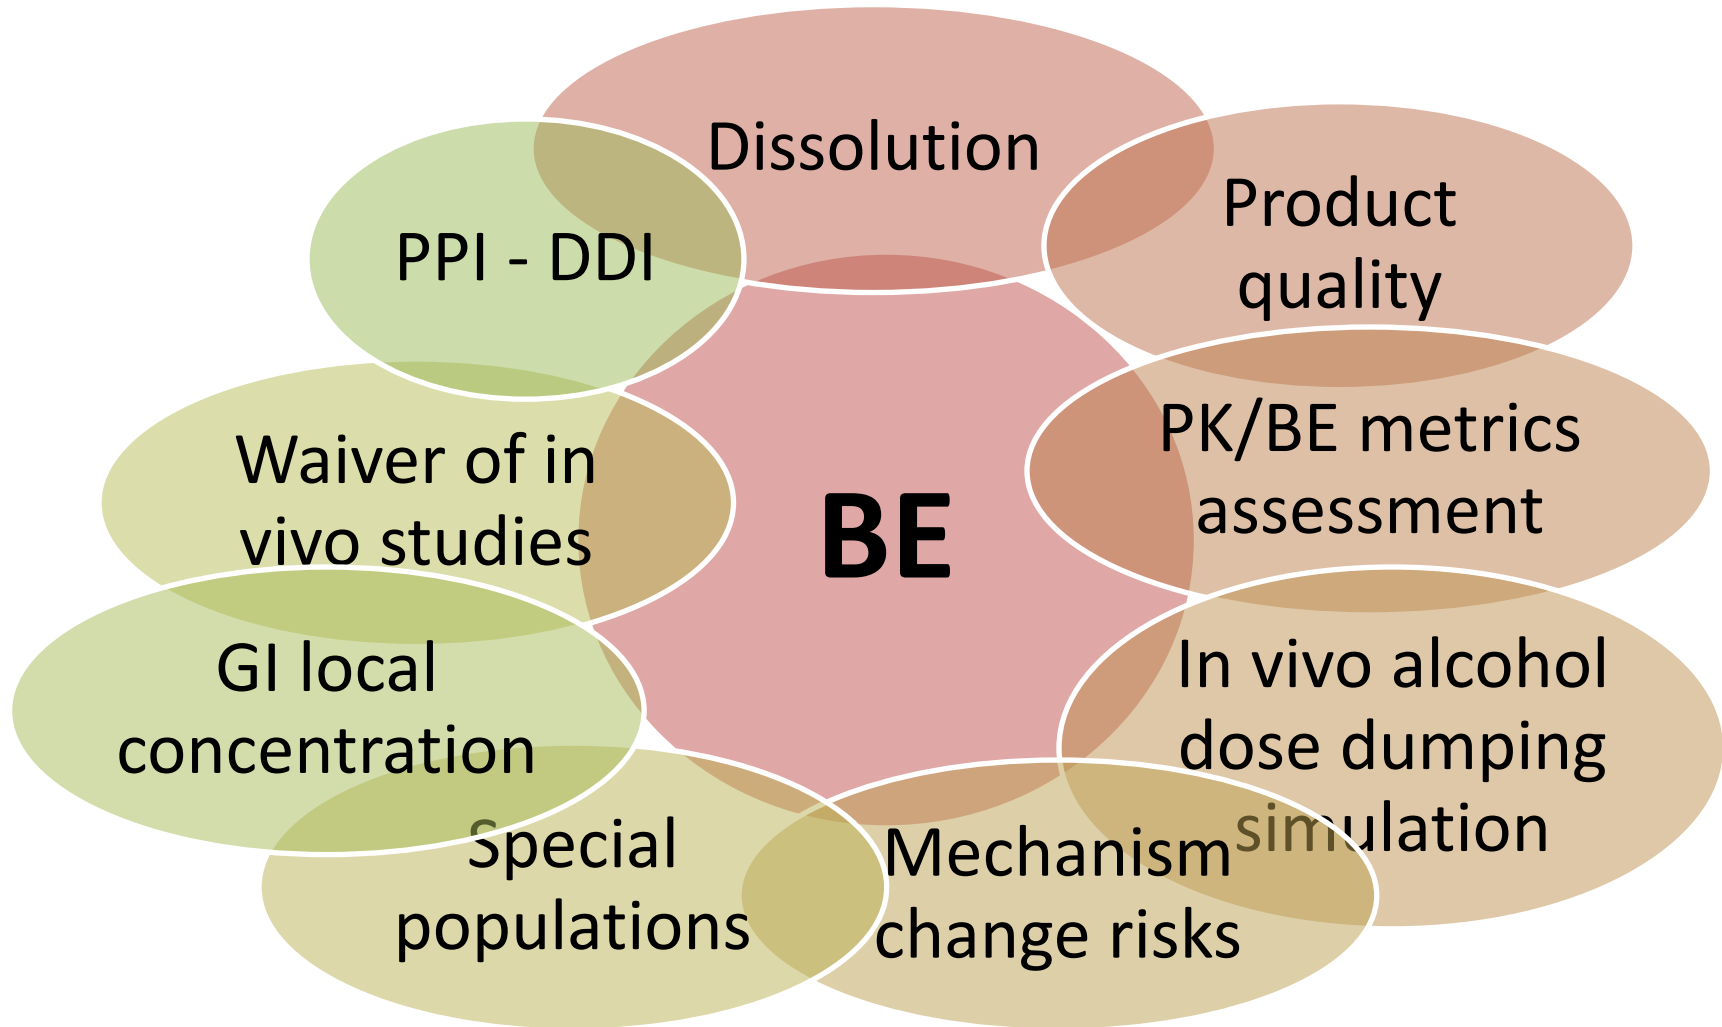 Dissolution
Product
quality
PK/BE metrics
assessment
In vivo alcohol
dose dumping
simulation
Mechanism
change risks
Special
populations
GI local
concentration
Waiver of in
vivo studies
PPI - DDI
BE